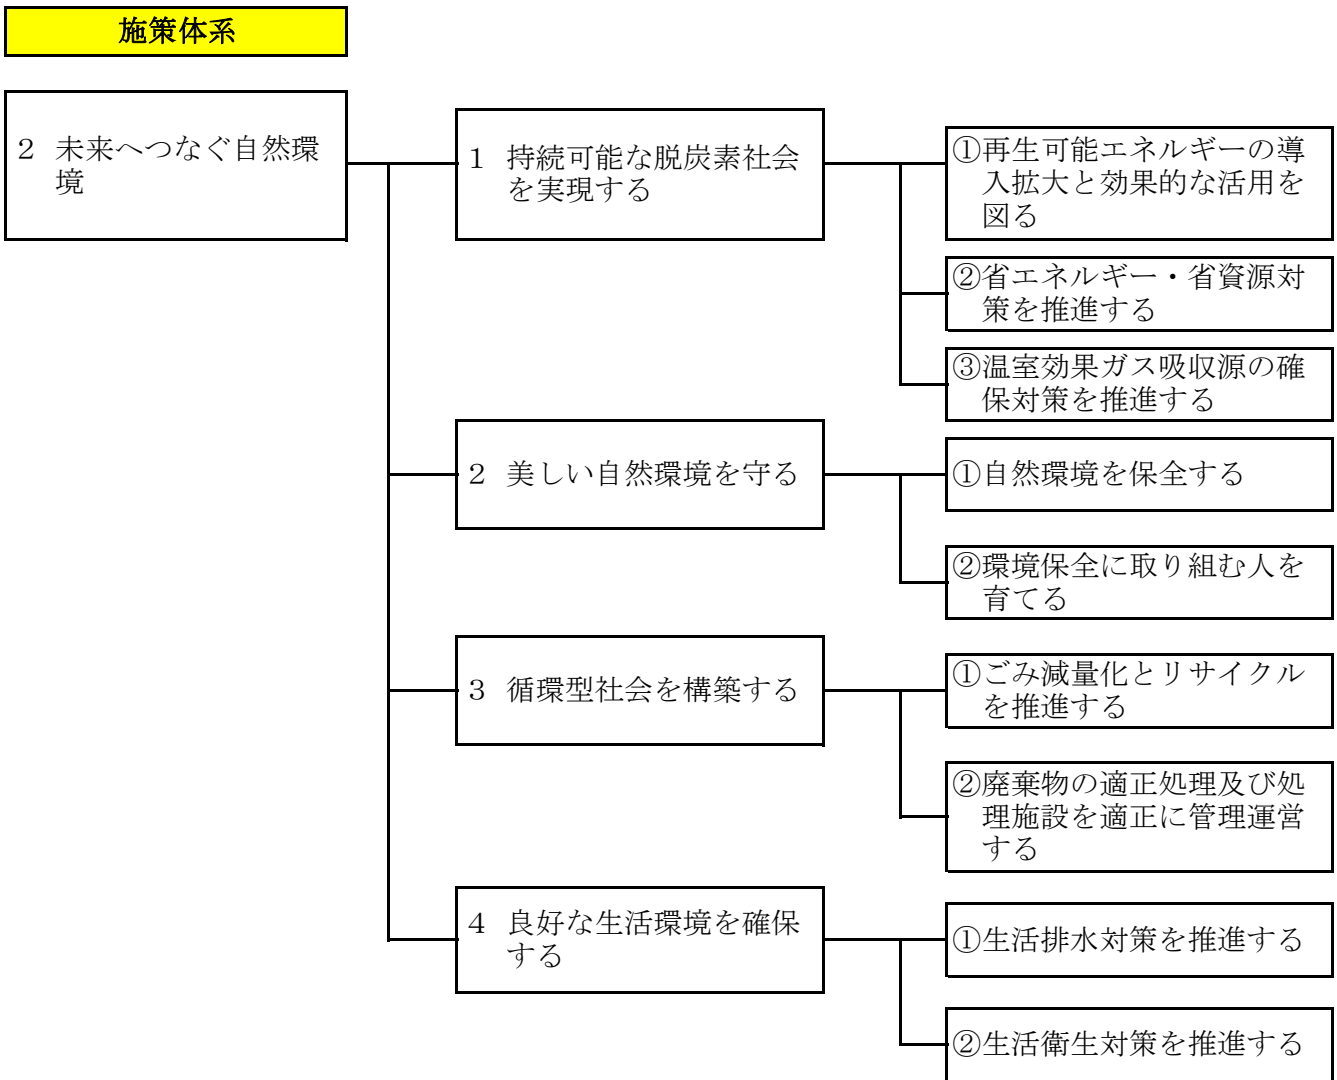 施策体系
2 未来へつなぐ自然環
境
1 持続可能な脱炭素社会
を実現する
①再生可能エネルギーの導
入拡大と効果的な活用を
図る
②省エネルギー・省資源対
策を推進する
③温室効果ガス吸収源の確
保対策を推進する
2 美しい自然環境を守る
①自然環境を保全する
②環境保全に取り組む人を
育てる
3 循環型社会を構築する
①ごみ減量化とリサイクル
を推進する
②廃棄物の適正処理及び処
理施設を適正に管理運営
する
4 良好な生活環境を確保
する
①生活排水対策を推進する
②生活衛生対策を推進する